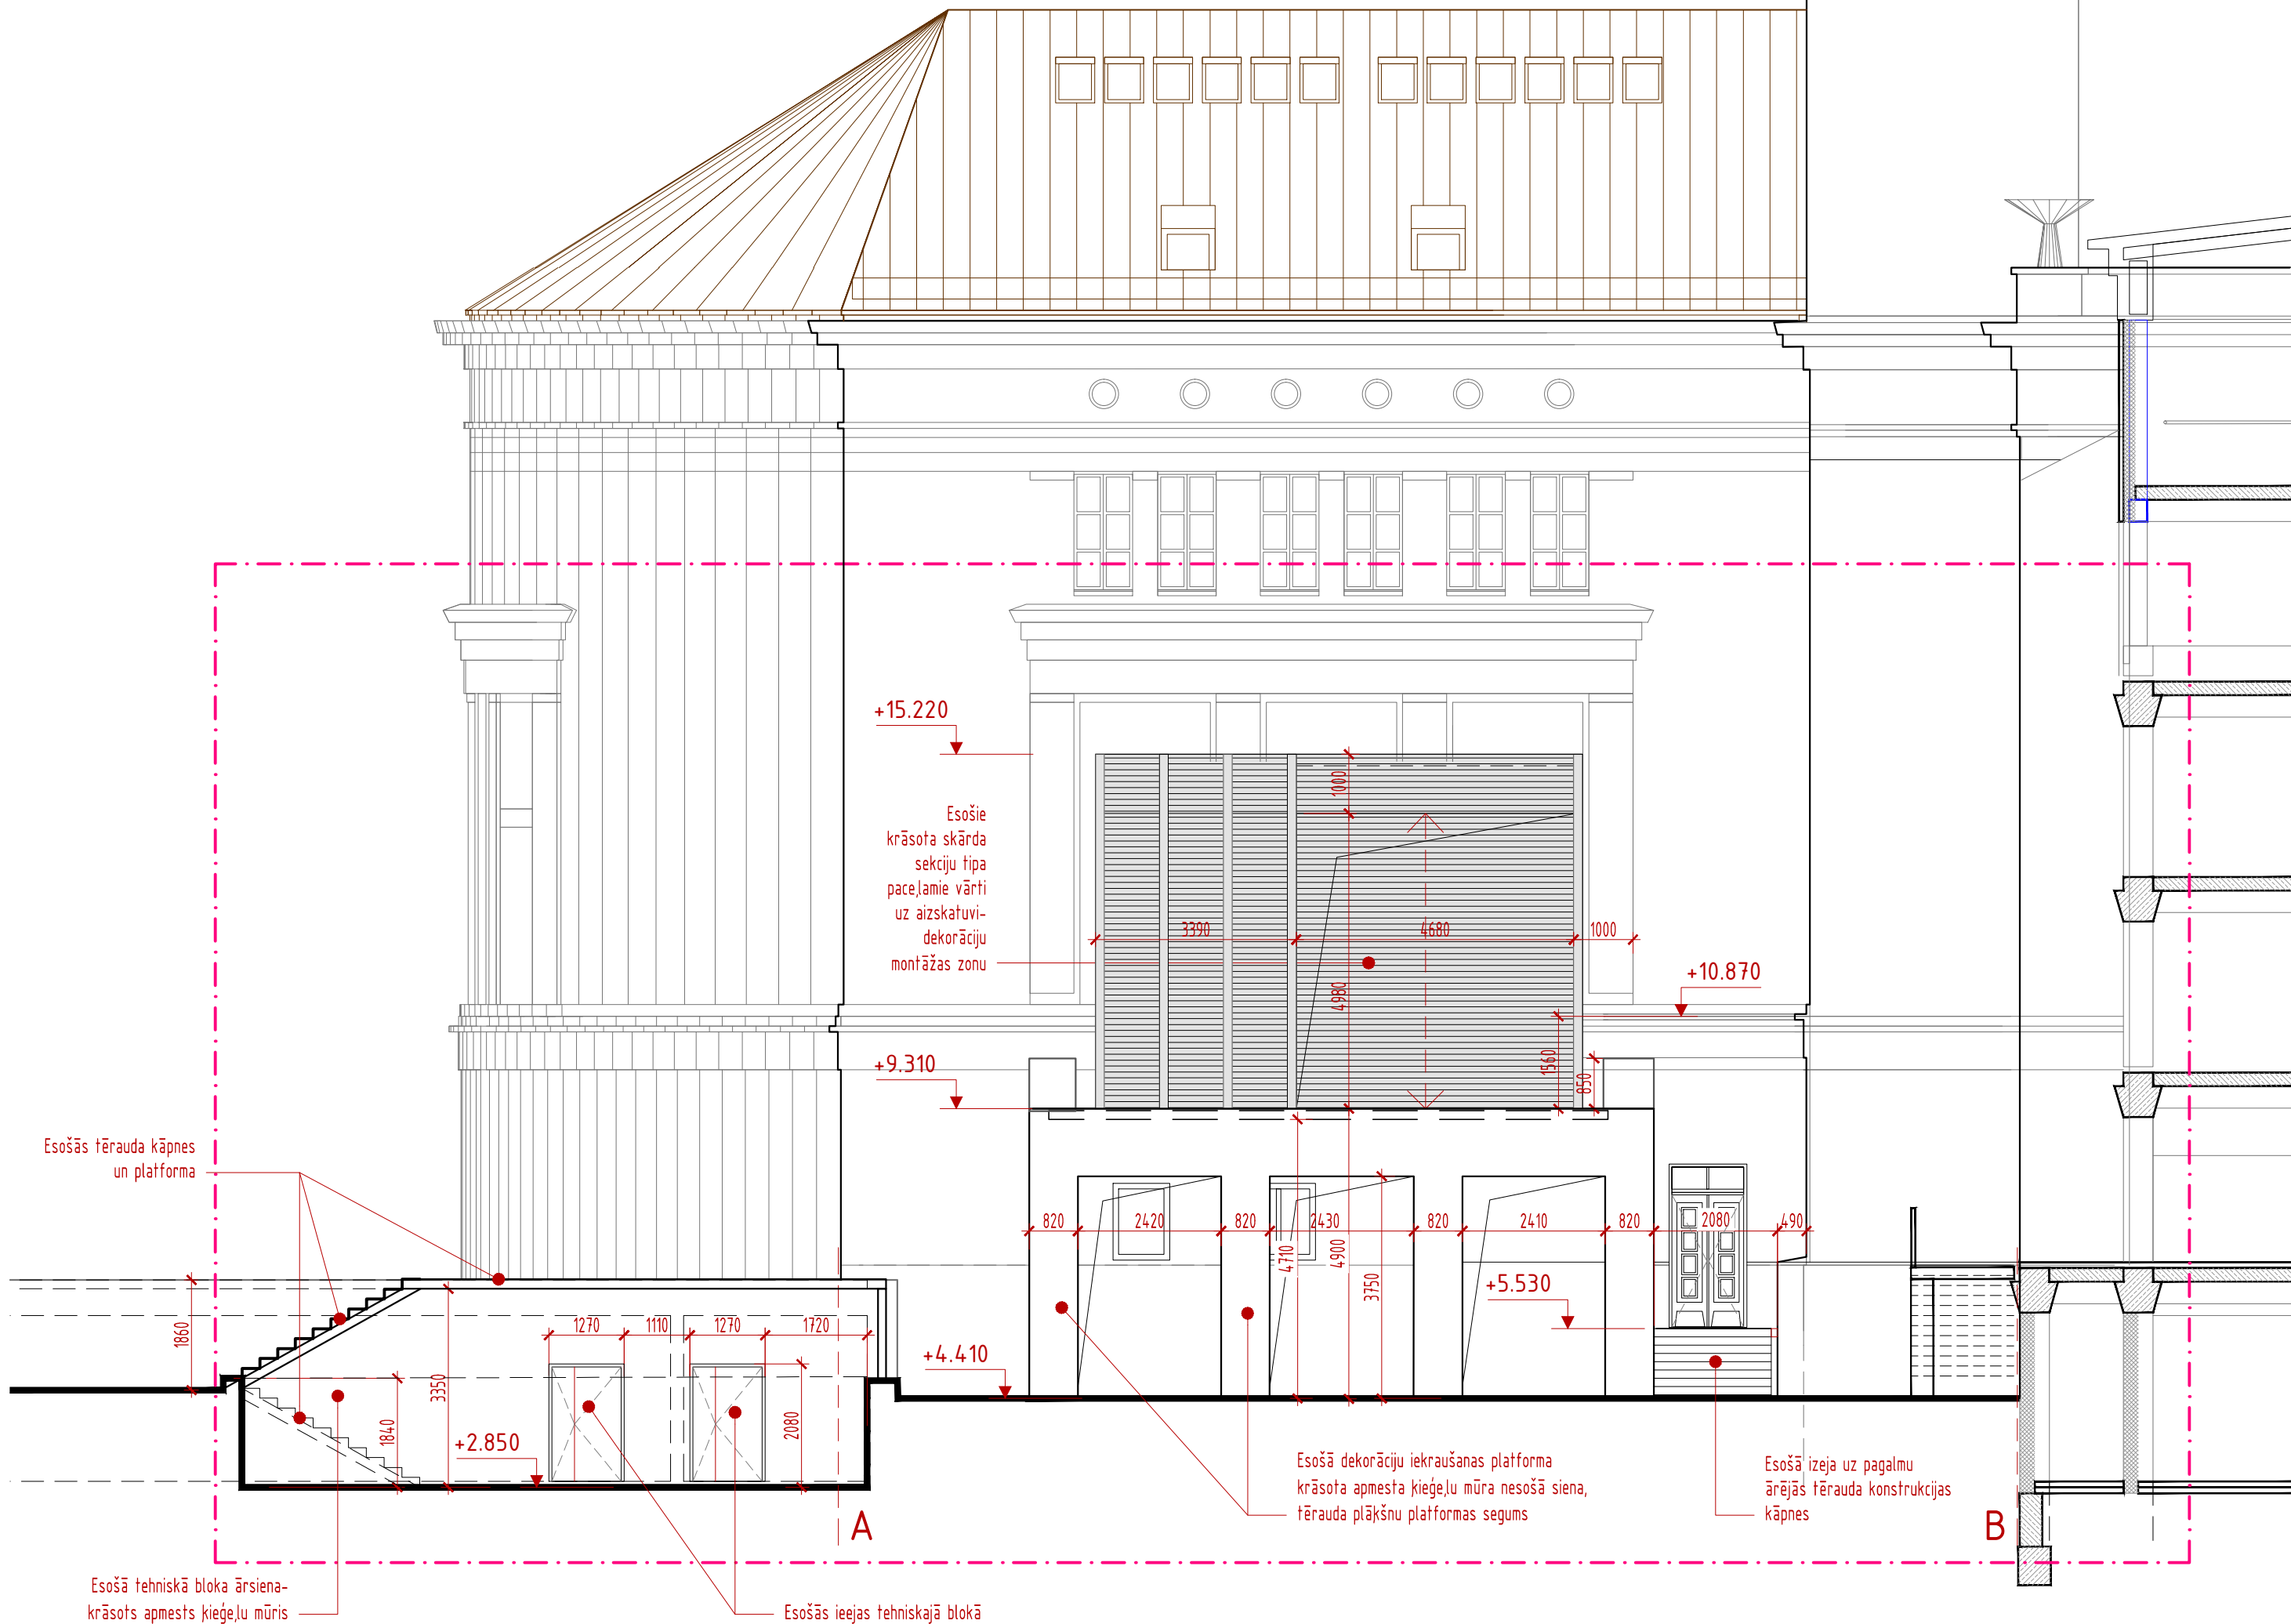 +15.220
1000
Esošie
krāsota skārda
sekciju tipa
paceļamie vārti
uz aizskatuvi-
dekorāciju
montāžas zonu
3390
4680
1000
+10.870
4980
1560
850
+9.310
Esošās tērauda kāpnes
un platforma
820
2420
820
2430
820
2410
820
2080
490
4710
4900
3750
+5.530
1860
1270
1110
1270
1720
+4.410
3350
1840
2080
+2.850
Esošā dekorāciju iekraušanas platforma
krāsota apmesta ķieģeļu mūra nesošā siena,
tērauda plākšņu platformas segums
Esošā izeja uz pagalmu
ārējās tērauda konstrukcijas
kāpnes
A
B
Esošā tehniskā bloka ārsiena-
krāsots apmests ķieģeļu mūris
Esošās ieejas tehniskajā blokā